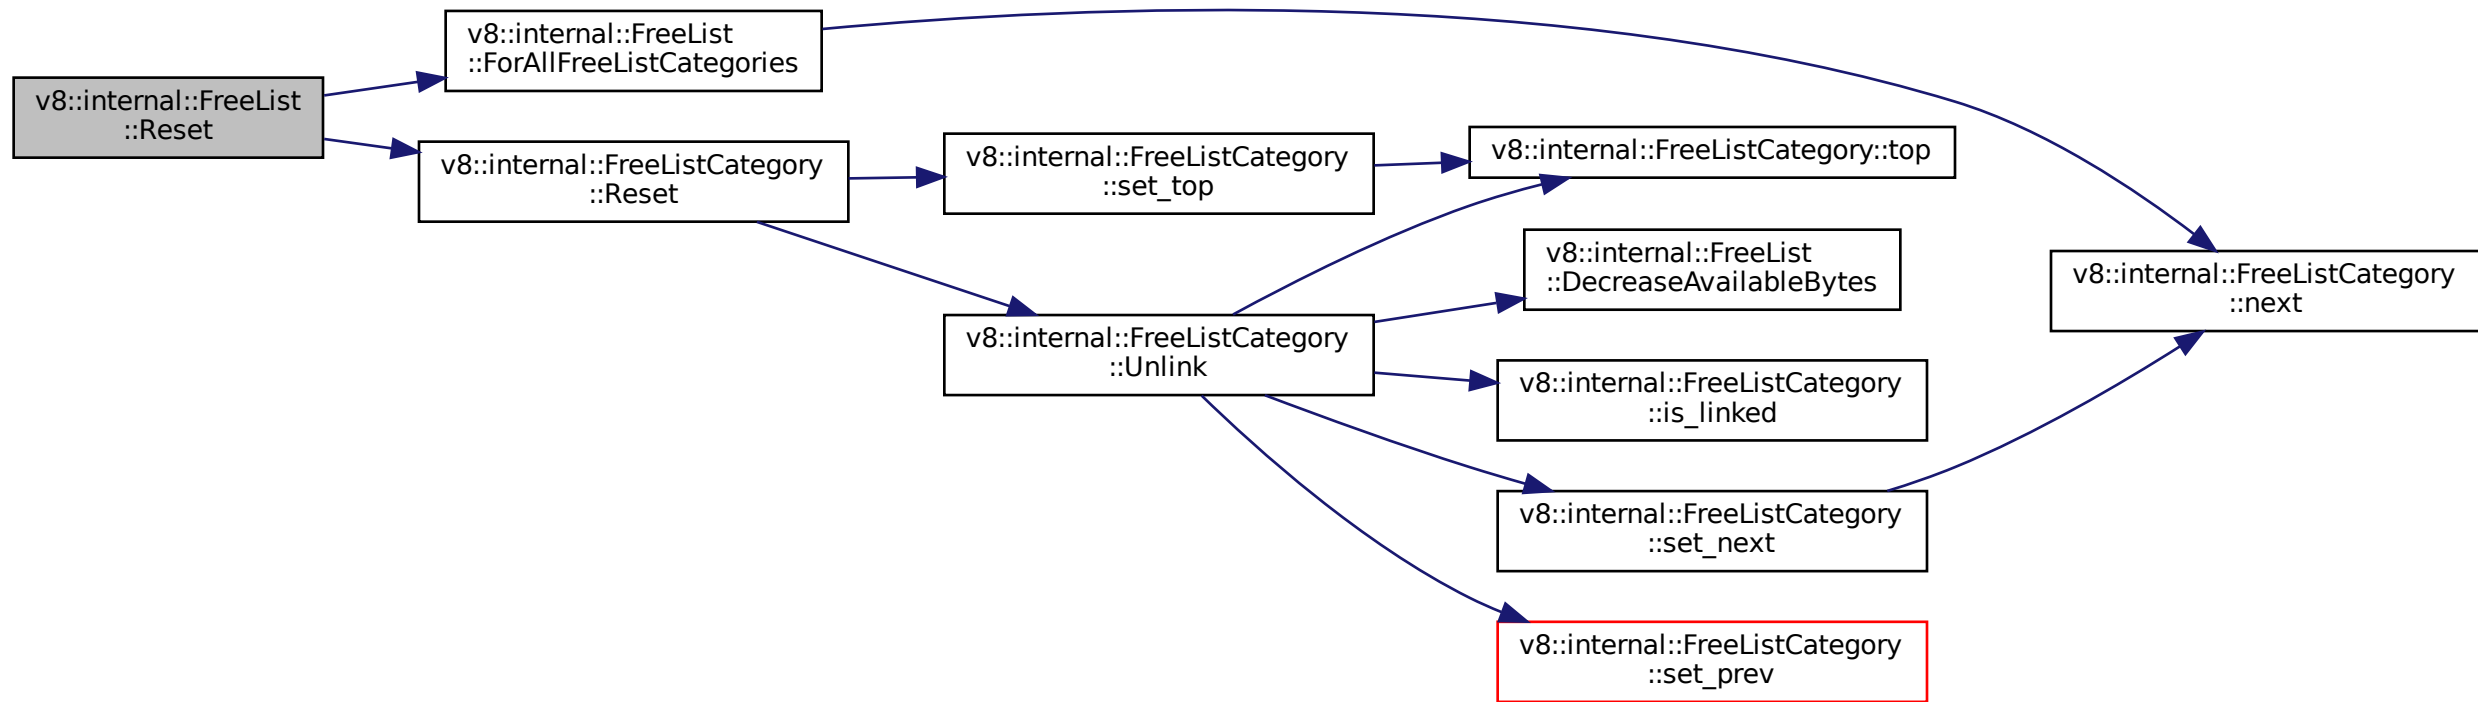 v8::internal::FreeList
::Reset
v8::internal::FreeList
::ForAllFreeListCategories
v8::internal::FreeListCategory
::Reset
v8::internal::FreeListCategory
::set_top
v8::internal::FreeListCategory
::Unlink
v8::internal::FreeListCategory::top
v8::internal::FreeList
::DecreaseAvailableBytes
v8::internal::FreeListCategory
::is_linked
v8::internal::FreeListCategory
::set_next
v8::internal::FreeListCategory
::set_prev
v8::internal::FreeListCategory
::next